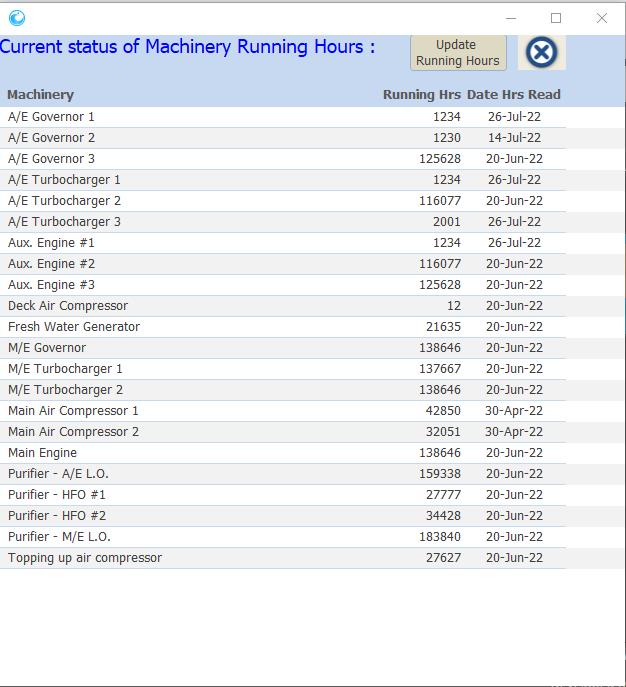 Current status of Machinery Running Hours :
Update
Running Hours
Machinery Running Hrs Date Hrs Read
A/E Governor 1 1234 26-Jul-22
A/E Governor 2 1230 14-Jul-22
A/E Governor 3 125628 20-Jun-22
A/E Turbocharger 1 1234 26-Jul-22
A/E Turbocharger 2 116077 20-Jun-22
A/E Turbocharger 3 2001 26-Jul-22
Aux. Engine #1 1234 26-Jul-22
Aux. Engine #2 116077 20-Jun-22
Aux. Engine #3 125628 20-Jun-22
Deck Air Compressor 12 20-Jun-22
Fresh Water Generator 21635 20-Jun-22
M/E Governor 138646 20-Jun-22
M/E Turbocharger 1 137667 20-Jun-22
M/E Turbocharger 2 138646 20-Jun-22
Main Air Compressor 1 42850 30-Apr-22
Main Air Compressor 2 32051 30-Apr-22
Main Engine 138646 20-Jun-22
Purifier - A/E L.O. 159338 20-Jun-22
Purifier - HFO #1 27777 20-Jun-22
Purifier - HFO #2 34428 20-Jun-22
Purifier - M/E L.O. 183840 20-Jun-22
Topping up air compressor 27627 20-Jun-22